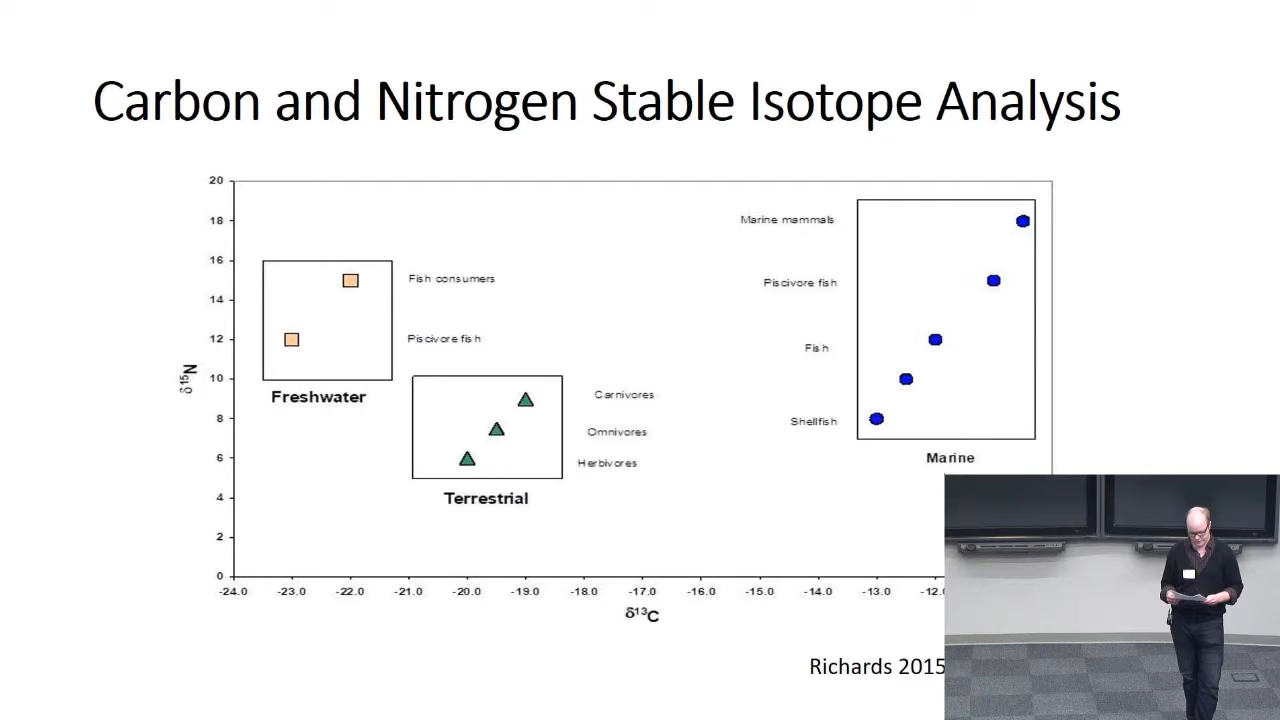 Carbon and Nitrogen Stable Isotope Analysis
20
18
16
14
12
10
8
6
4
2
0
δ15N
Marine mammals
Fish consumers
Piscivore fish
Piscivore fish
Fish
Freshwater
Carnivores
Shellfish
Omnivores
Herbivores
Marine
Terrestrial
-24.0 -23.0 -22.0 -21.0 -20.0 -19.0 -18.0 -17.0 -16.0 -15.0 -14.0 -13.0 -12.0
δ13C
Richards 2015